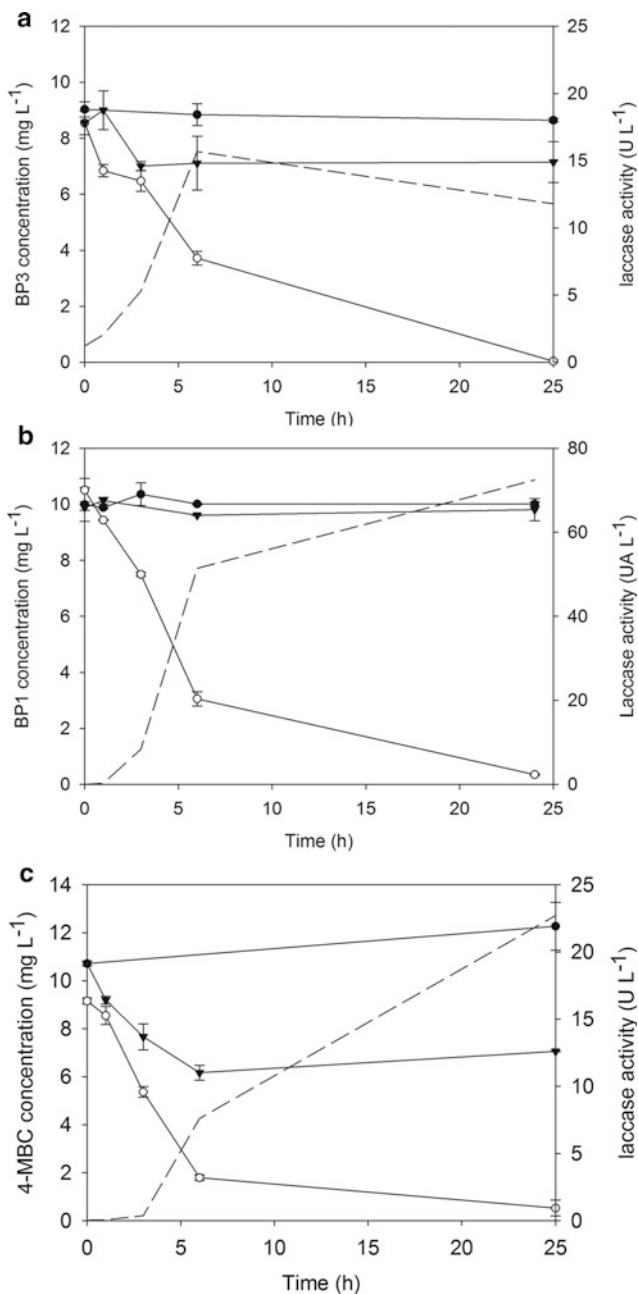 a
12
10
8
6
4
2
0
BP3 concentration (mg L⁻¹)
25
20
15
10
5
0
laccase activity (U L⁻¹)
0 5 10 15 20 25
Time (h)
b
12
10
8
6
4
2
0
BP1 concentration (mg L⁻¹)
80
60
40
20
0
Laccase activity (UA L⁻¹)
0 5 10 15 20 25
Time (h)
c
14
12
10
8
6
4
2
0
4-MBC concentration (mg L⁻¹)
25
20
15
10
5
0
laccase activity (U L⁻¹)
0 5 10 15 20 25
Time (h)